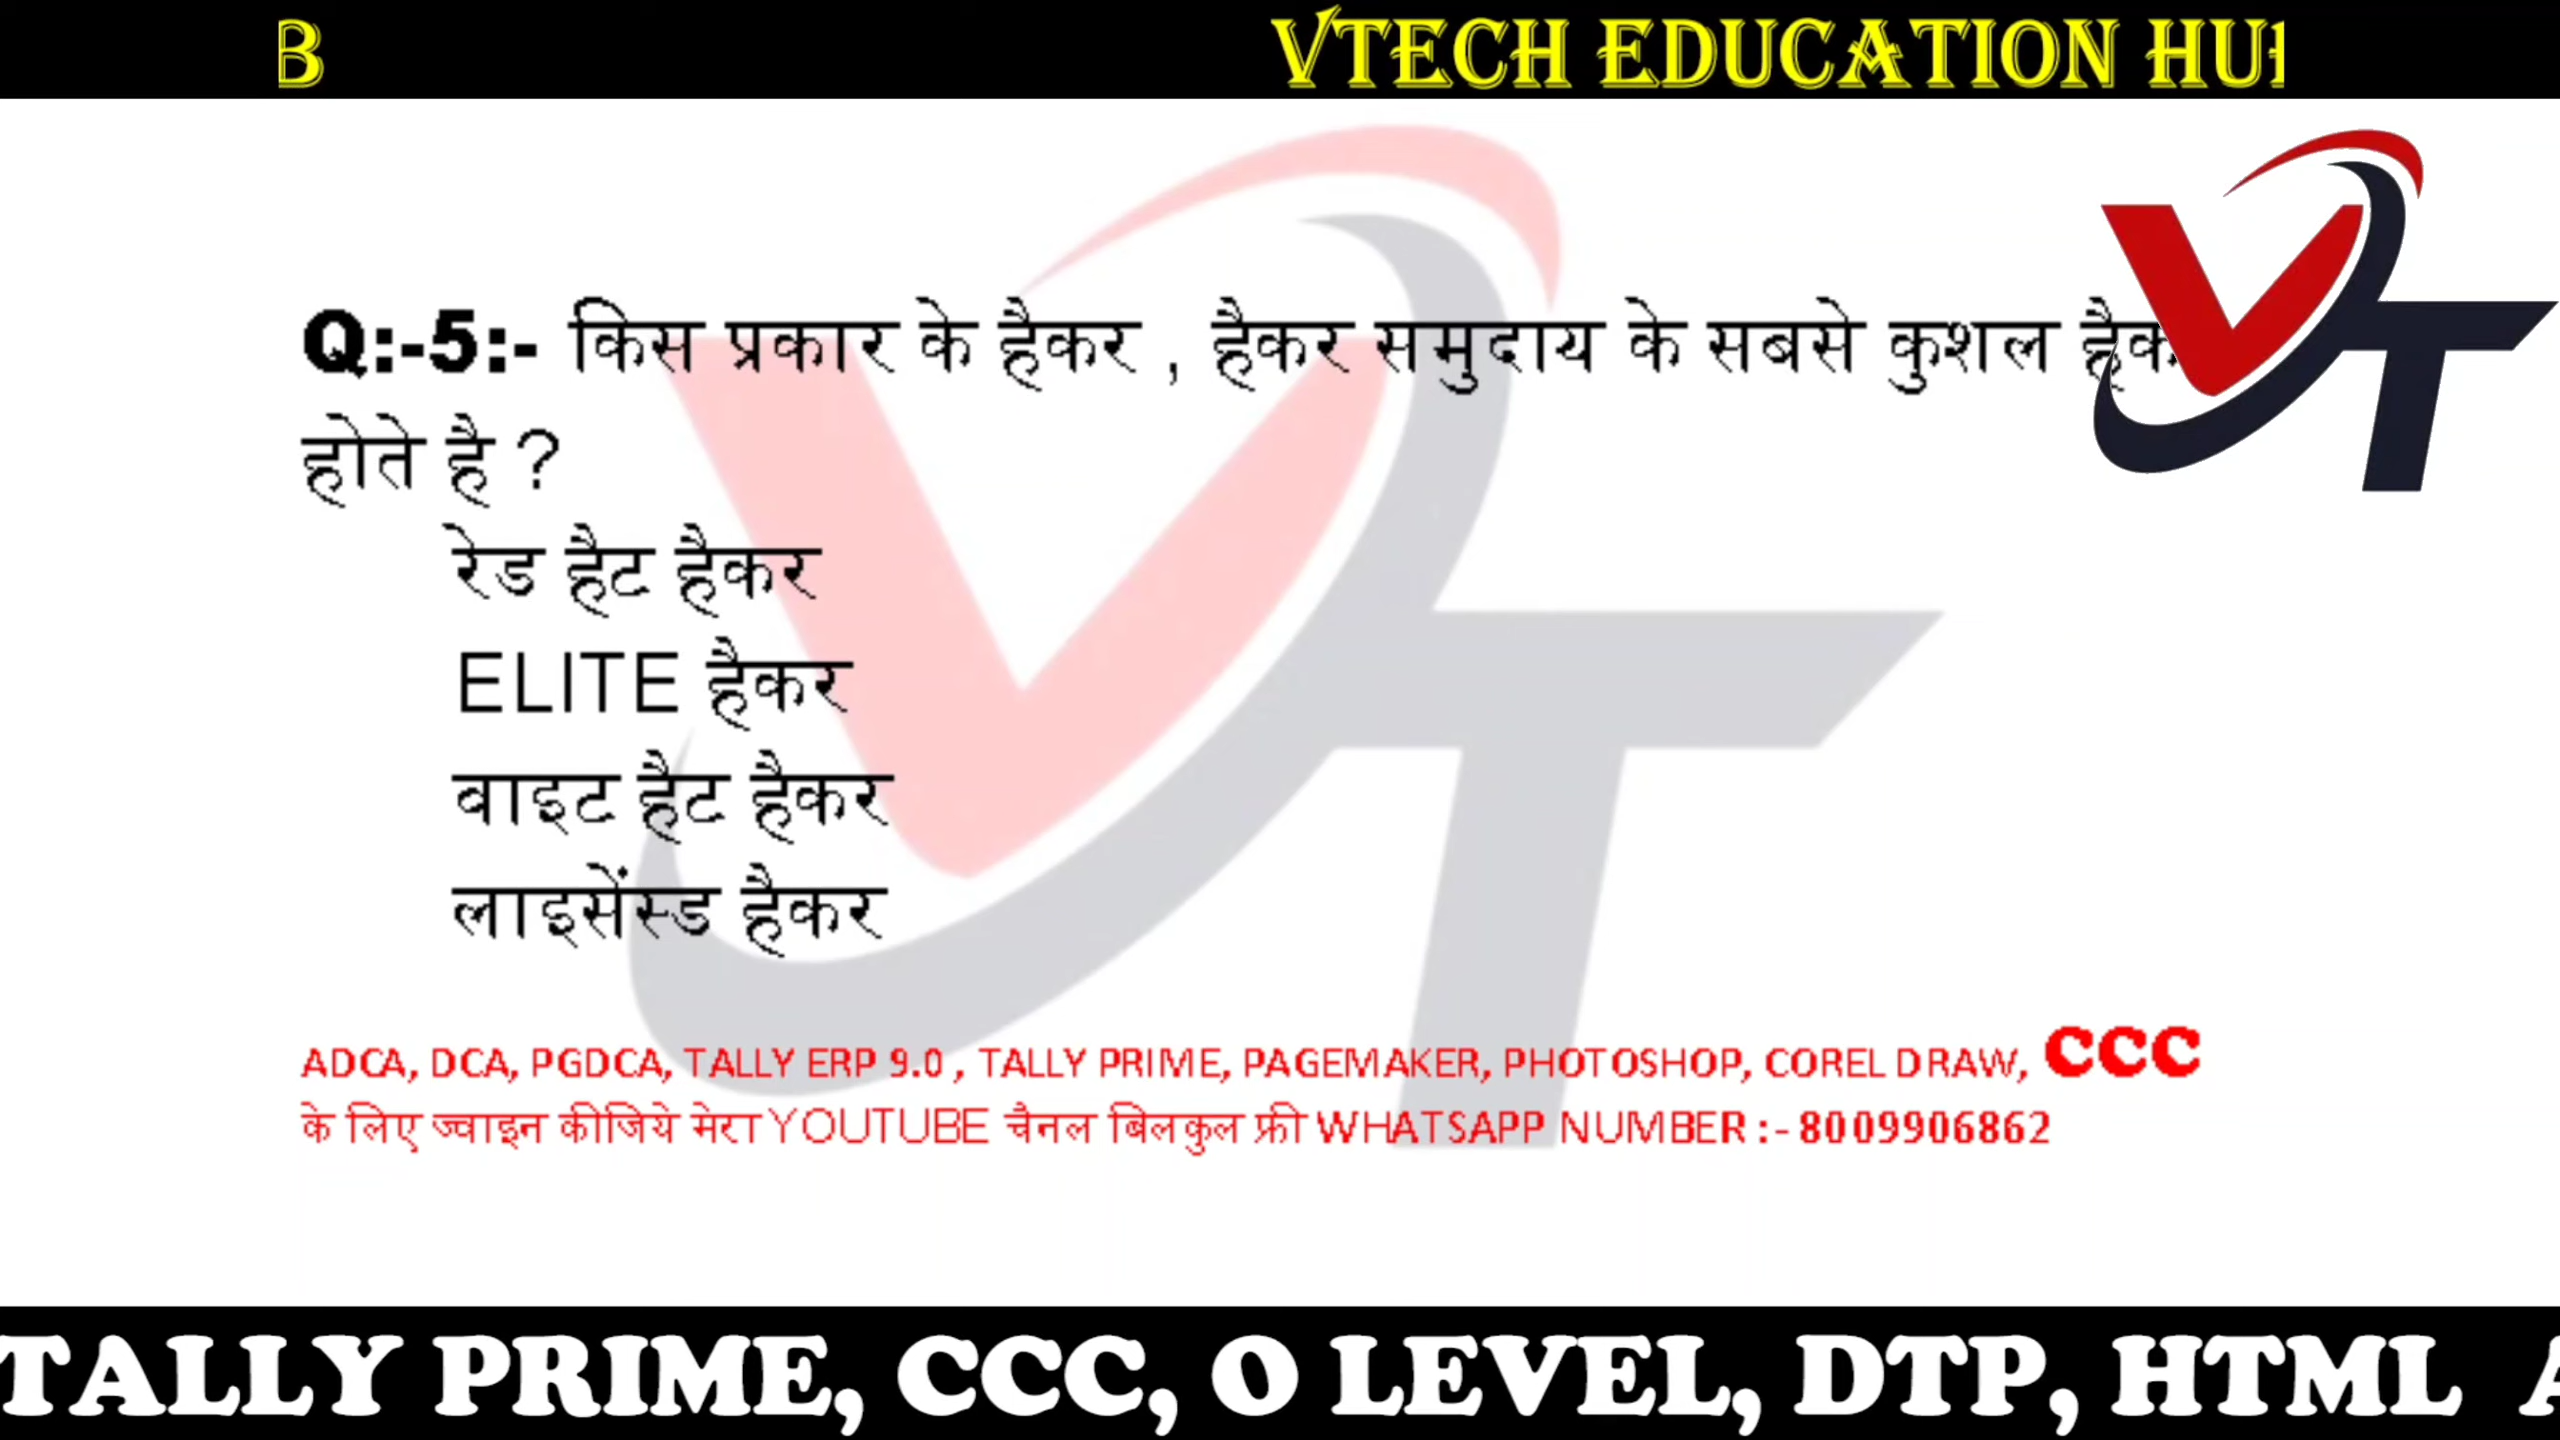 B VTECH EDUCATION HU
Q:-5:- किस प्रकार के हैकर , हैकर समुदाय के सबसे कुशल
होते है ?
रेड हैट हैकर
ELITE हैकर
वाइट हैट हैकर
लाइसेंस्ड हैकर
ADCA, DCA, PGDCA, TALLY ERP 9.0 , TALLY PRIME, PAGEMAKER, PHOTOSHOP, COREL DRAW, CCC
के लिए ज्वाइन कीजिये मेरा YOUTUBE चैनल बिलकुल फ्री WHATSAPP NUMBER :- 8009906862
TALLY PRIME, CCC, O LEVEL, DTP, HTML A
VT